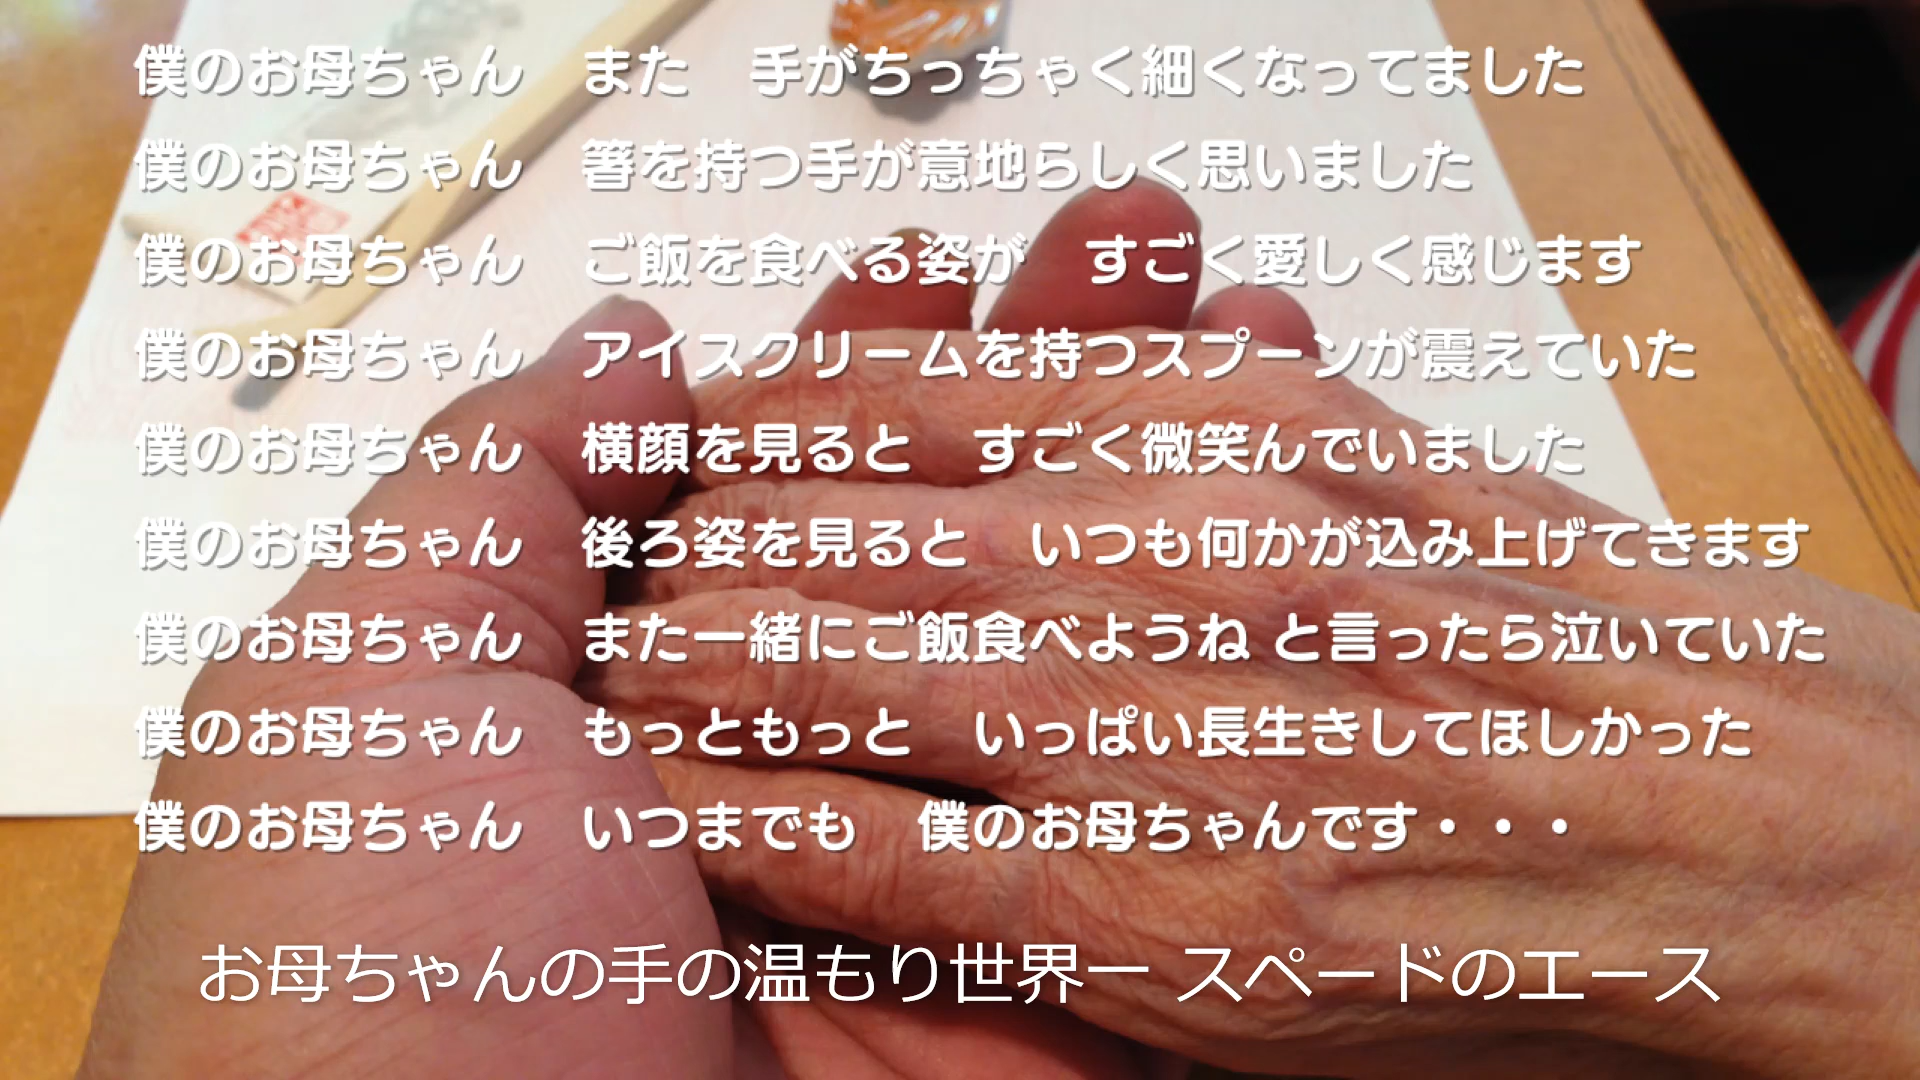 僕のお母ちゃん　また　手がちっちゃく細くなってました
僕のお母ちゃん　箸を持つ手が意地らしく思いました
僕のお母ちゃん　ご飯を食べる姿が　すごく愛しく感じます
僕のお母ちゃん　アイスクリームを持つスプーンが震えていた
僕のお母ちゃん　横顔を見ると　すごく微笑んでいました
僕のお母ちゃん　後ろ姿を見ると　いつも何かが込み上げてきます
僕のお母ちゃん　また一緒にご飯食べようね と言ったら泣いていた
僕のお母ちゃん　もっともっと　いっぱい長生きしてほしかった
僕のお母ちゃん　いつまでも　僕のお母ちゃんです・・・
お母ちゃんの手の温もり世界一 スペードのエース